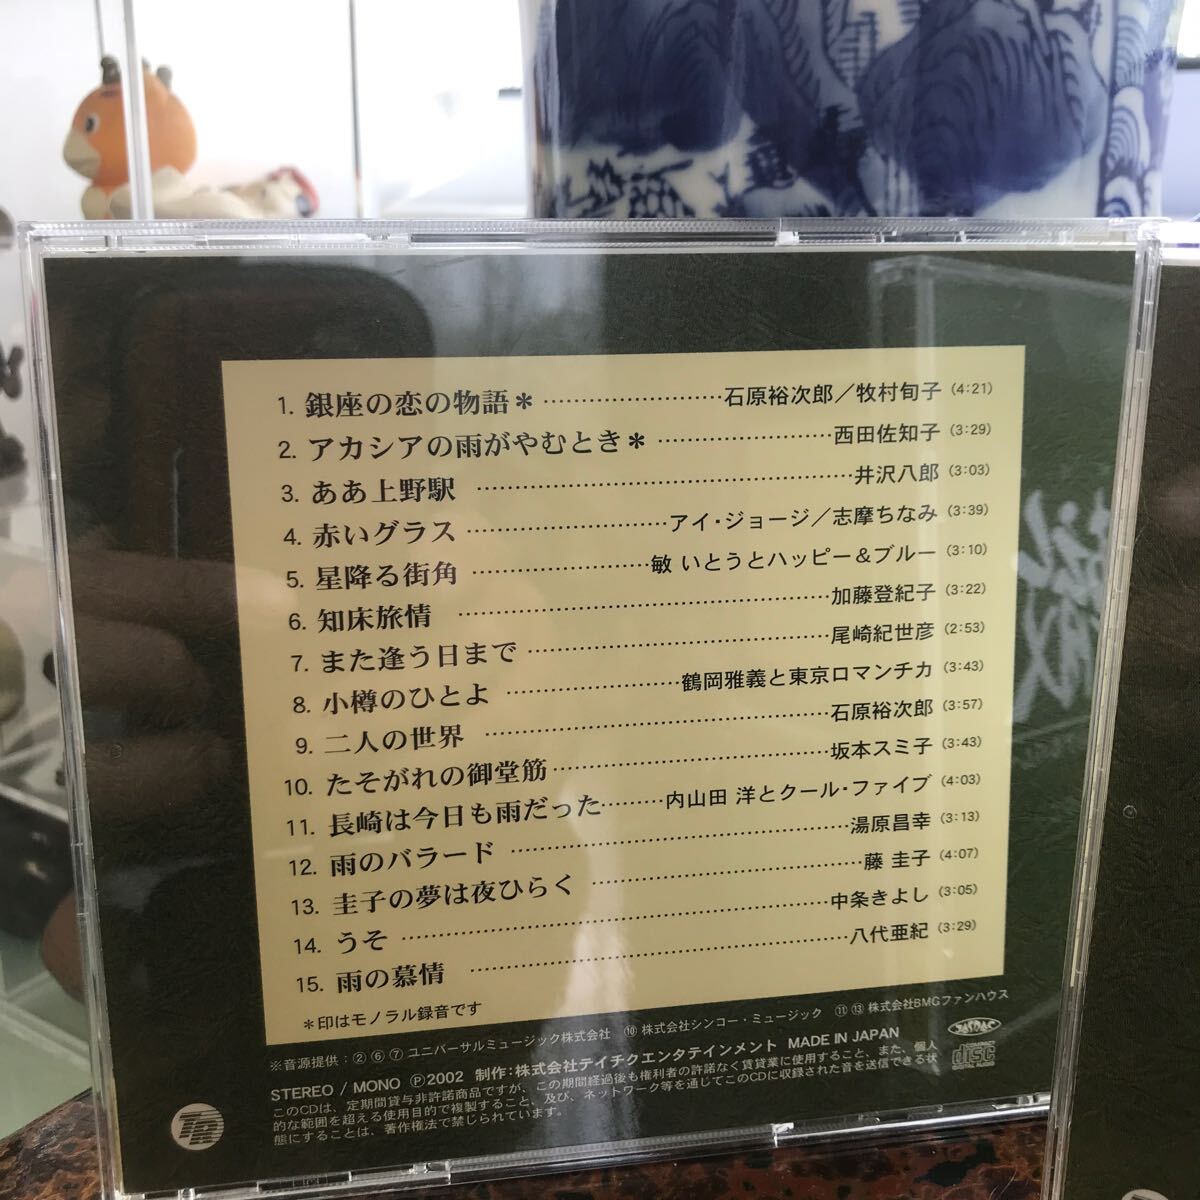 1. 銀座の恋の物語＊ 石原裕次郎／牧村旬子 (4:21)
2. アカシアの雨がやむとき＊ 西田佐知子 (3:29)
3. ああ上野駅 井沢八郎 (3:03)
4. 赤いグラス アイ・ジョージ／志摩ちなみ (3:39)
5. 星降る街角 敏 いとうとハッピー＆ブルー (3:10)
6. 知床旅情 加藤登紀子 (3:22)
7. また逢う日まで 尾崎紀世彦 (2:53)
8. 小樽のひとよ 鶴岡雅義と東京ロマンチカ (3:43)
9. 二人の世界 石原裕次郎 (3:57)
10. たそがれの御堂筋 坂本スミ子 (3:43)
11. 長崎は今日も雨だった 内山田 洋とクール・ファイブ (4:03)
12. 雨のバラード 湯原昌幸 (3:13)
13. 圭子の夢は夜ひらく 藤 圭子 (4:07)
14. うそ 中条きよし (3:05)
15. 雨の慕情 八代亜紀 (3:29)
＊印はモノラル録音です
※音源提供：②⑥⑦ ユニバーサルミュージック株式会社 ⑩ 株式会社シンコー・ミュージック ⑪⑬ 株式会社BMGファンハウス
STEREO / MONO Ⓟ2002 制作：株式会社テイチクエンタテインメント MADE IN JAPAN
このCDは、定期間貸与非許諾商品ですが、この期間経過後も権利者の許諾なく賃貸業に使用すること、また、個人
的な範囲を超える使用目的で複製すること、及び、ネットワーク等を通じてこのCDに収録された音を送信できる状
態にすることは、著作権法で禁じられています。
JASRAC
COMPACT
disc
DIGITAL AUDIO